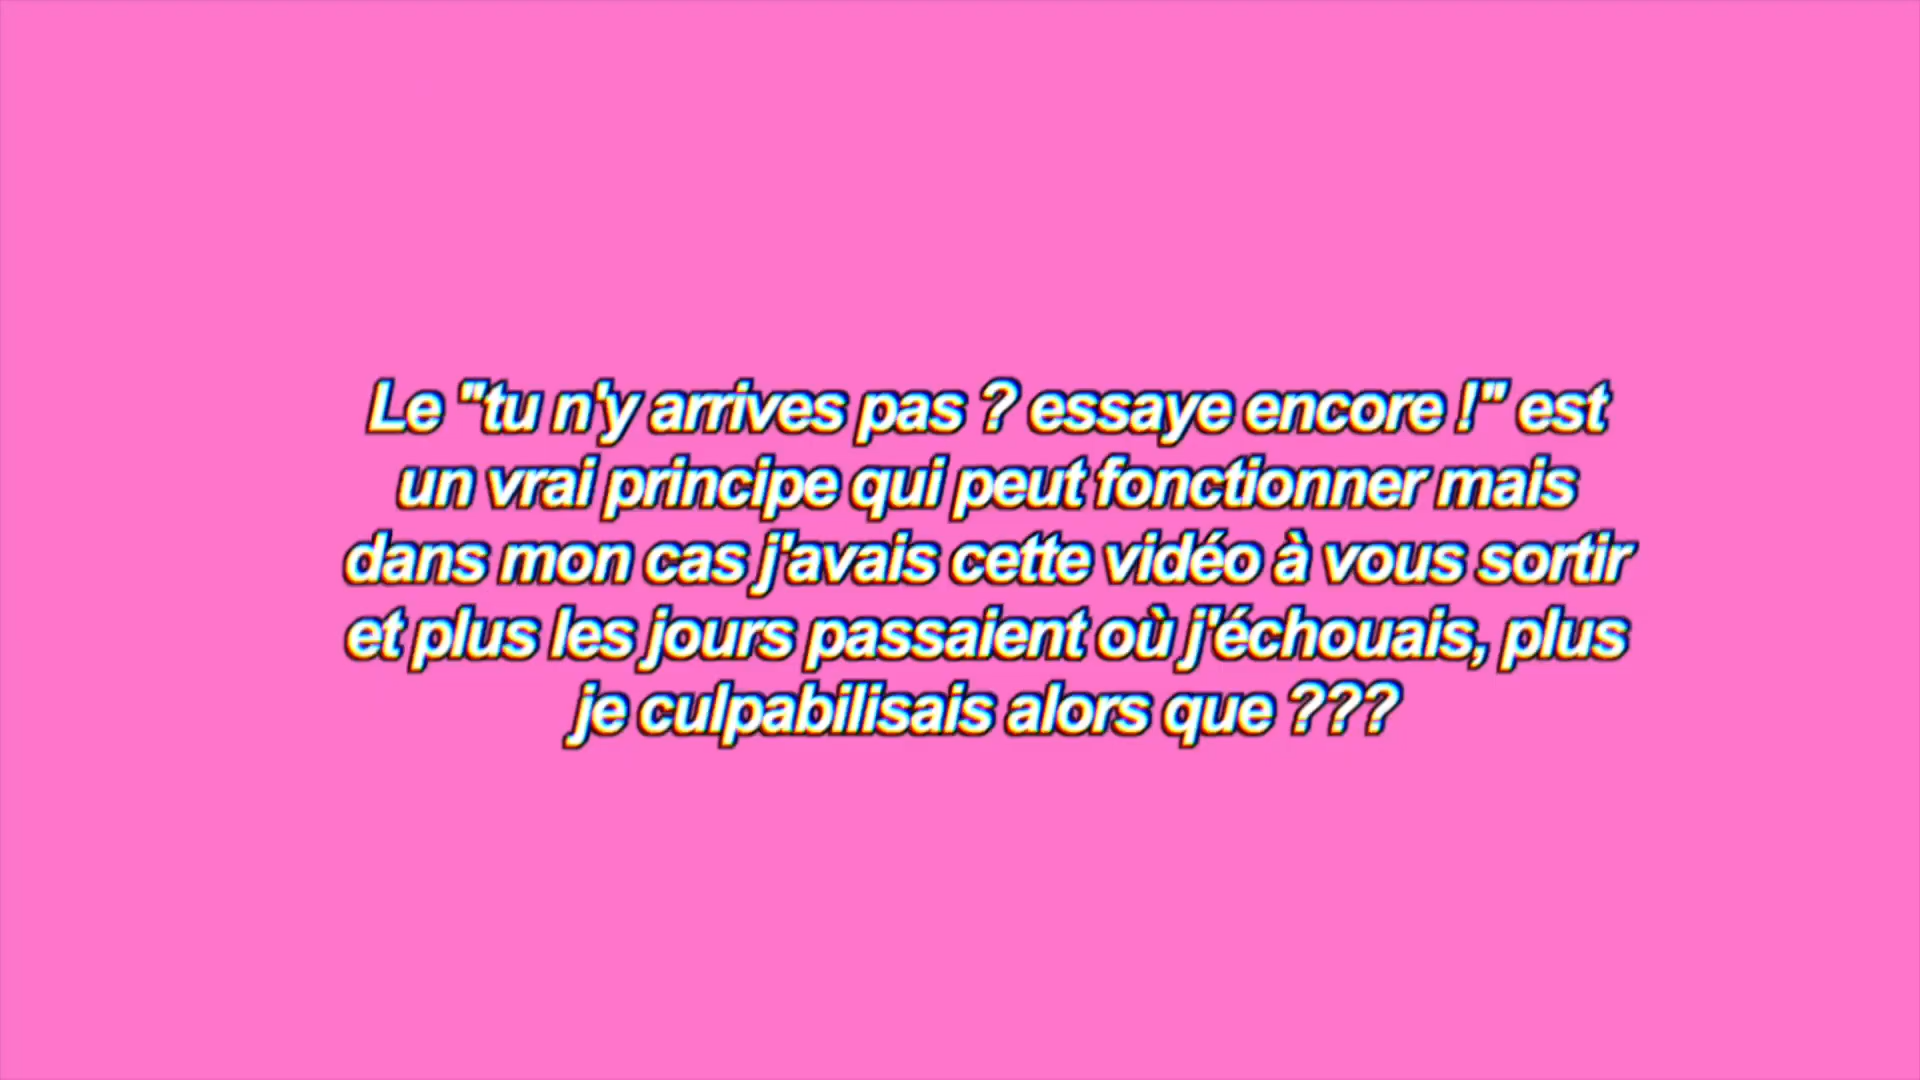 Le "tu n'y arrives pas ? essaye encore !" est
un vrai principe qui peut fonctionner mais
dans mon cas j'avais cette vidéo à vous sortir
et plus les jours passaient où j'échouais, plus
je culpabilisais alors que ???